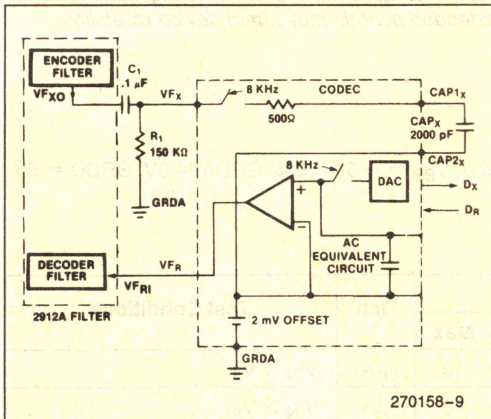 ENCODER
FILTER
VFXO
C1
.1 µF
VFX
8 KHz
CODEC
500Ω
CAP1X
CAPX
2000 pF
R1
150 KΩ
GRDA
CAP2X
8 KHz
DAC
DX
DR
+
−
AC
EQUIVALENT
CIRCUIT
VFR
DECODER
FILTER
VFRI
2912A FILTER
2 mV OFFSET
GRDA
270158–9